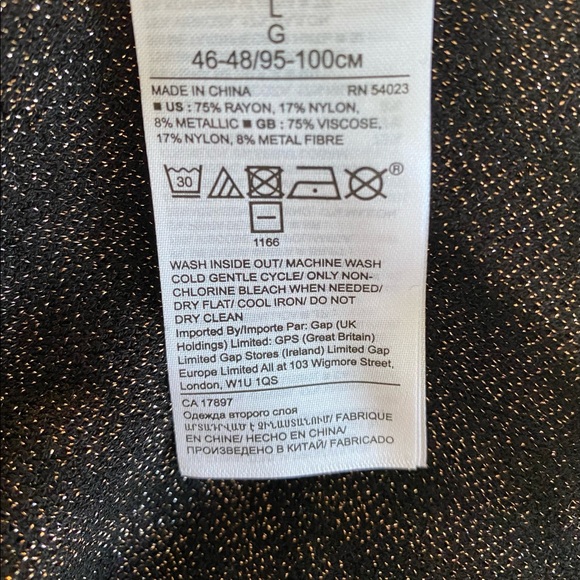 L
G
46-48/95-100CM
MADE IN CHINA RN 54023
■ US : 75% RAYON, 17% NYLON,
8% METALLIC ■ GB : 75% VISCOSE,
17% NYLON, 8% METAL FIBRE
30 ®
1166
WASH INSIDE OUT/ MACHINE WASH
COLD GENTLE CYCLE/ ONLY NON-
CHLORINE BLEACH WHEN NEEDED/
DRY FLAT/ COOL IRON/ DO NOT
DRY CLEAN
Imported By/Importe Par: Gap (UK
Holdings) Limited: GPS (Great Britain)
Limited Gap Stores (Ireland) Limited Gap
Europe Limited All at 103 Wigmore Street,
London, W1U 1QS
CA 17897
Одежда второго слоя
ԱՐՏԱԴՐՎԱԾ Է ՉԻՆԱՍՏԱՆՈՒՄ/ FABRIQUE
EN CHINE/ HECHO EN CHINA/
ПРОИЗВЕДЕНО В КИТАЙ/ FABRICADO